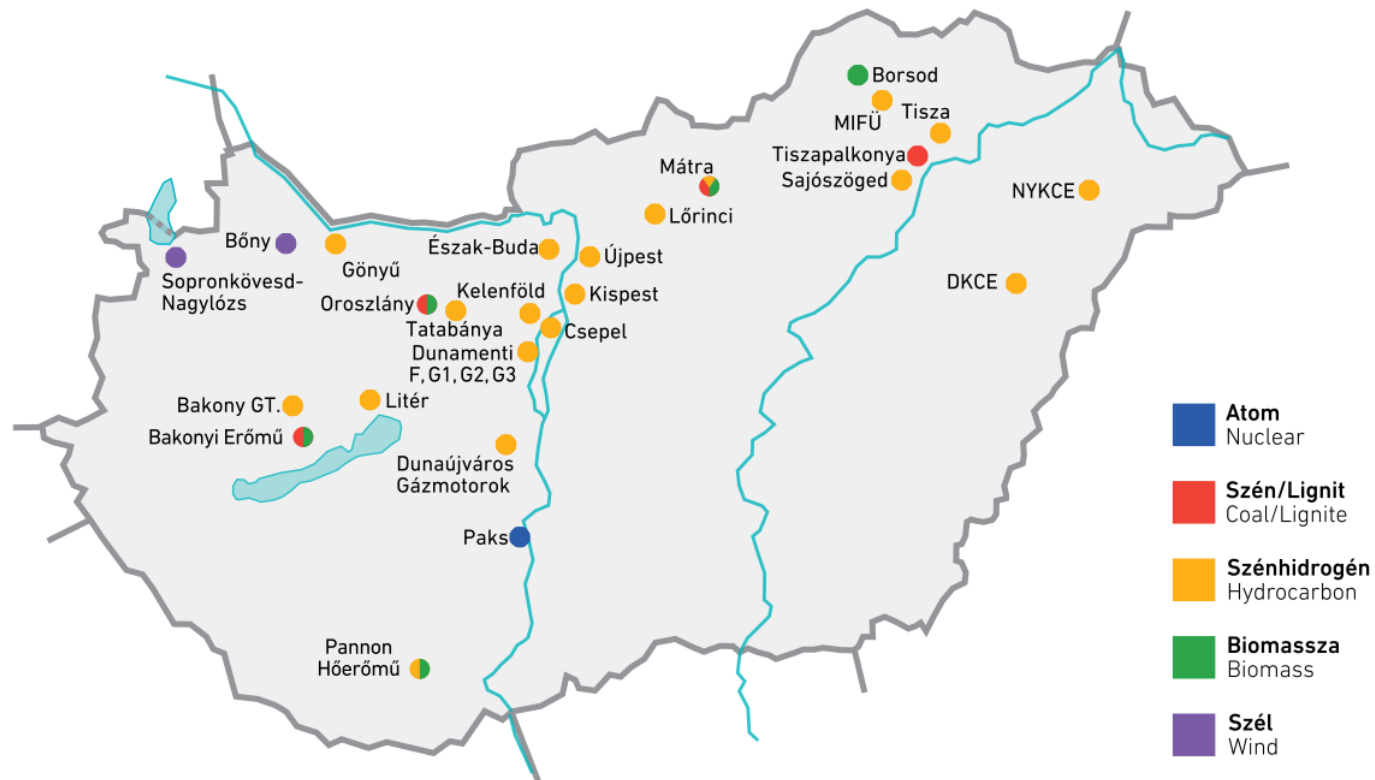 Borsod
MIFÜ
Tisza
Tiszapalkonya
Sajószöged
Mátra
Lőrinci
NYKCE
DKCE
Bőny
Sopronkövesd-
Nagylózs
Gönyű
Észak-Buda
Újpest
Kispest
Kelenföld
Oroszlány
Tatabánya
Csepel
Dunamenti
F, G1, G2, G3
Bakony GT.
Litér
Bakonyi Erőmű
Dunaújváros
Gázmotorok
Paks
Pannon
Hőerőmű
Atom
Nuclear
Szén/Lignit
Coal/Lignite
Szénhidrogén
Hydrocarbon
Biomassza
Biomass
Szél
Wind